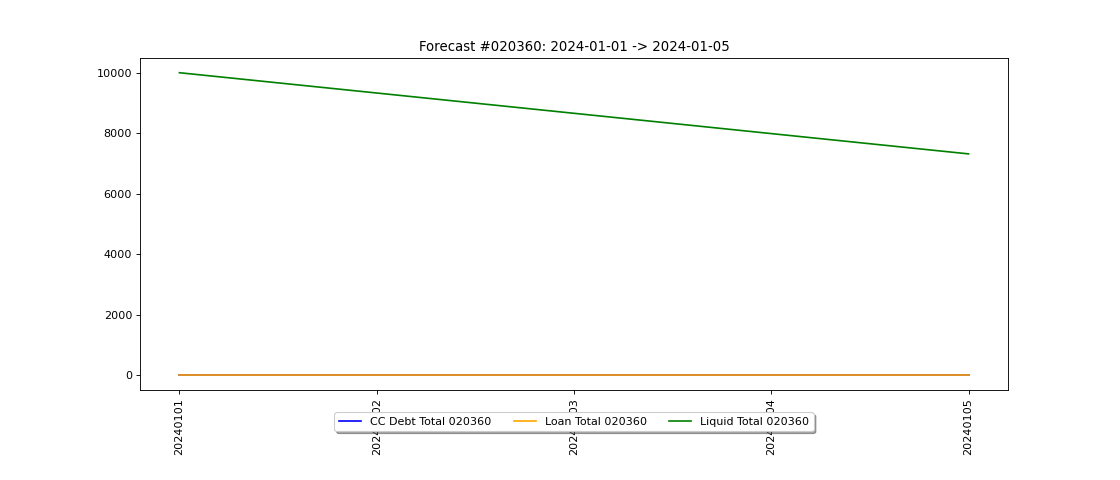 Forecast #020360: 2024-01-01 -> 2024-01-05
10000
8000
6000
4000
2000
0
20240101
20240105
CC Debt Total 020360
Loan Total 020360
Liquid Total 020360